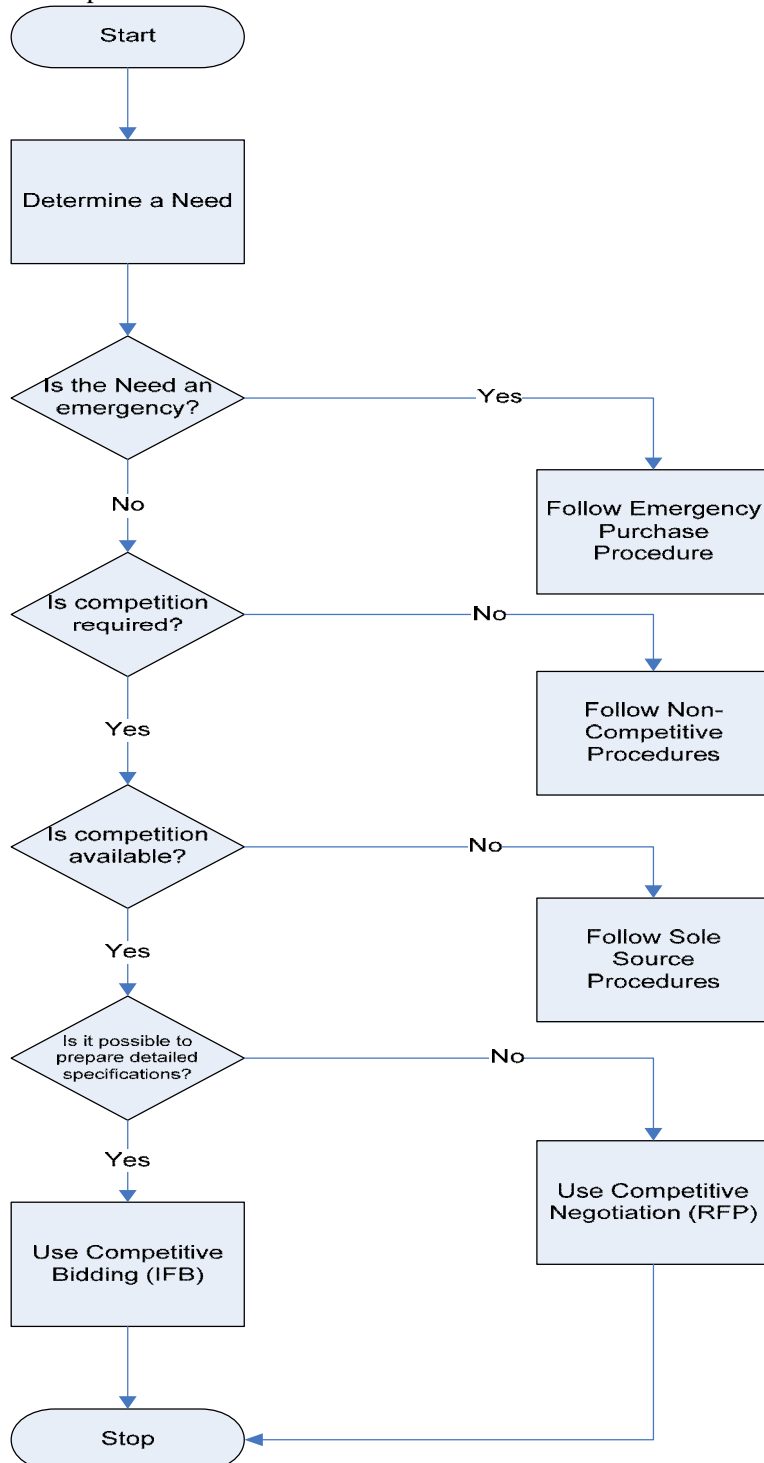 Start
Determine a Need
Is the Need an
emergency?
Yes
No
Follow Emergency
Purchase
Procedure
Is competition
required?
No
Yes
Follow Non-
Competitive
Procedures
Is competition
available?
No
Yes
Follow Sole
Source
Procedures
Is it possible to
prepare detailed
specifications?
No
Yes
Use Competitive
Negotiation (RFP)
Use Competitive
Bidding (IFB)
Stop